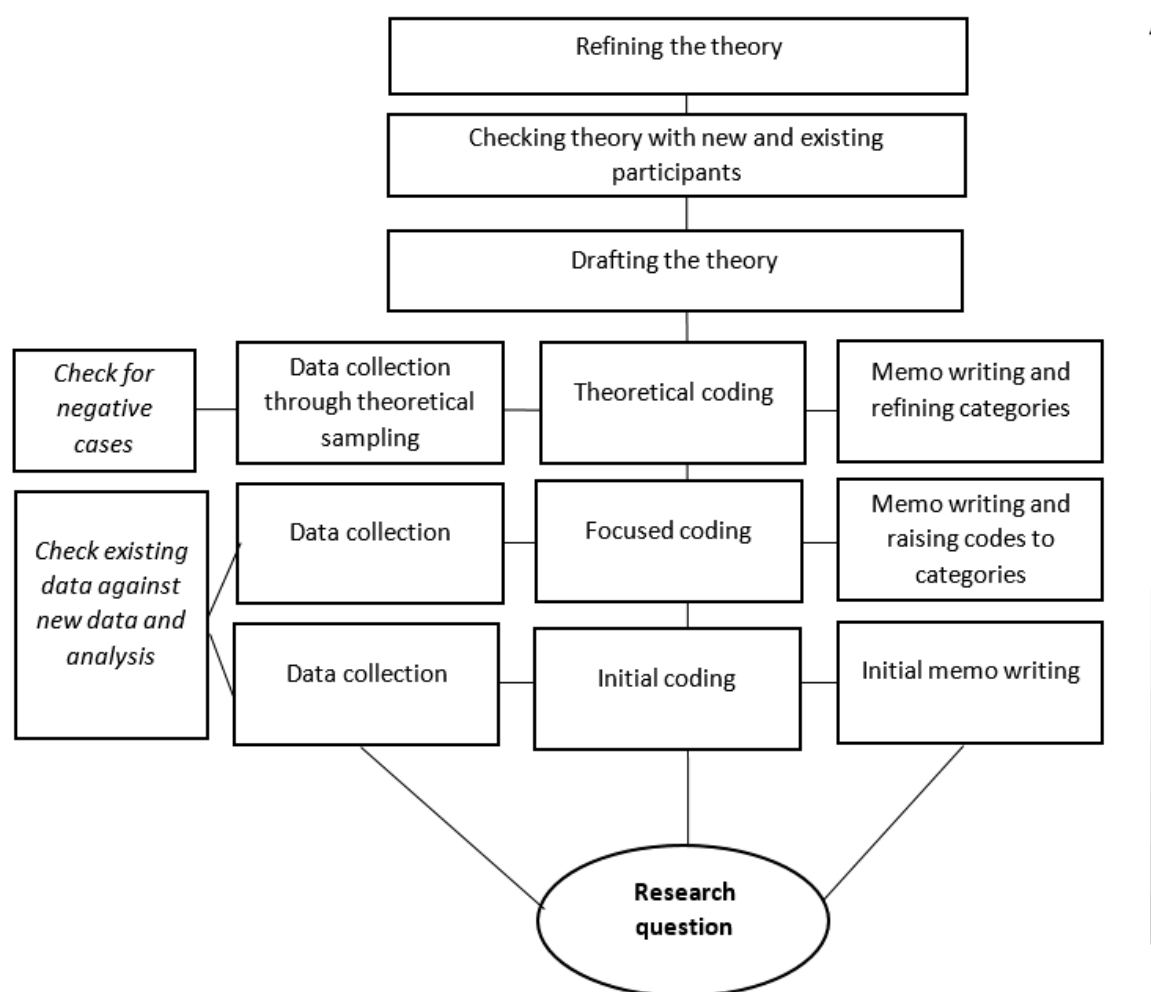 Refining the theory
Checking theory with new and existing
participants
Drafting the theory
Check for
negative
cases
Data collection
through theoretical
sampling
Theoretical coding
Memo writing and
refining categories
Check existing
data against
new data and
analysis
Data collection
Focused coding
Memo writing and
raising codes to
categories
Data collection
Initial coding
Initial memo writing
Research
question